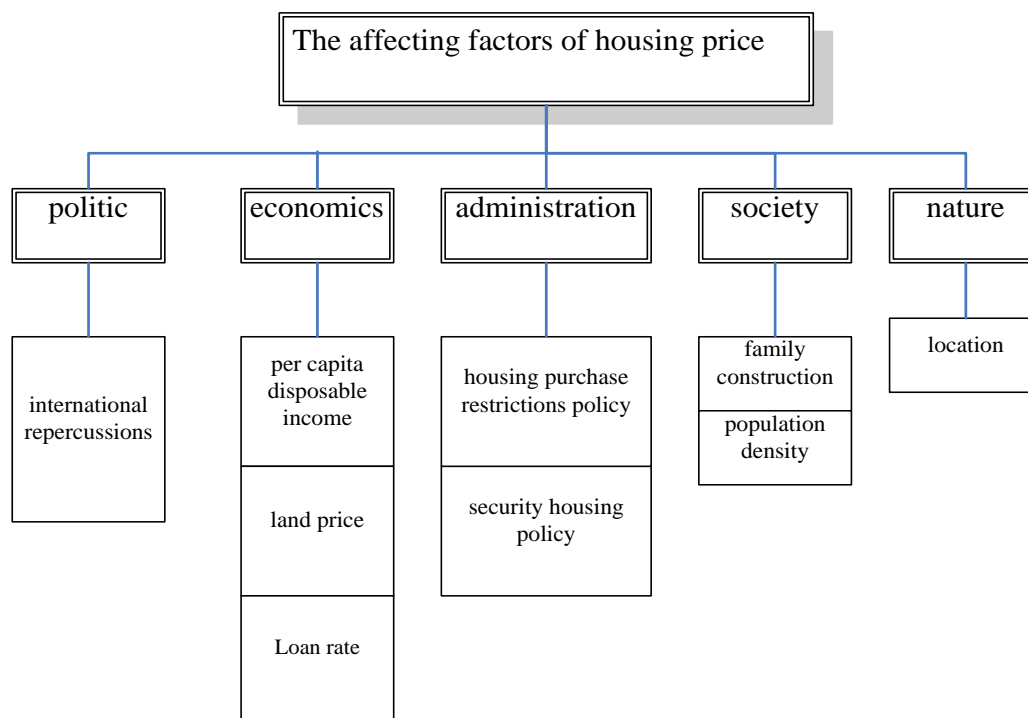 The affecting factors of housing price
politic
economics
administration
society
nature
international
repercussions
per capita
disposable
income
land price
Loan rate
housing purchase
restrictions policy
security housing
policy
family
construction
population
density
location